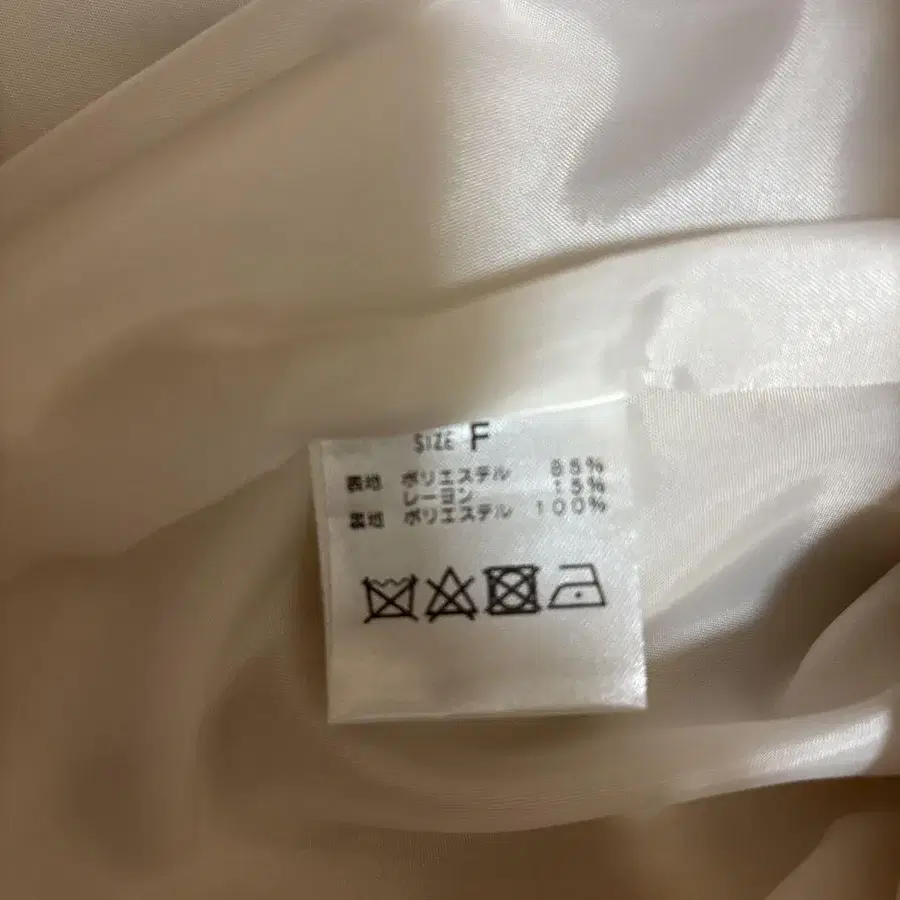 SIZE F
表地 ポリエステル 85%
レーヨン 15%
裏地 ポリエステル 100%